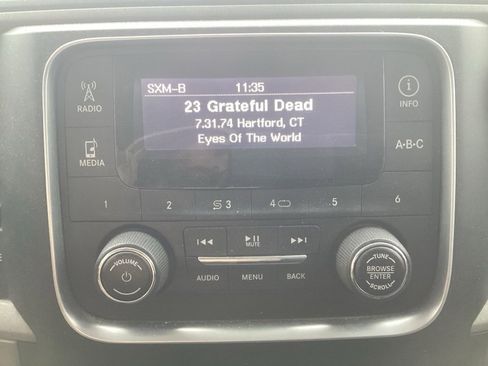 SXM-B 11:35
23 Grateful Dead
7.31.74 Hartford, CT
Eyes Of The World
RADIO
MEDIA
i
INFO
A·B·C
1 2 3 4 5 6
MUTE
AUDIO MENU BACK
VOLUME
TUNE
BROWSE
ENTER
SCROLL